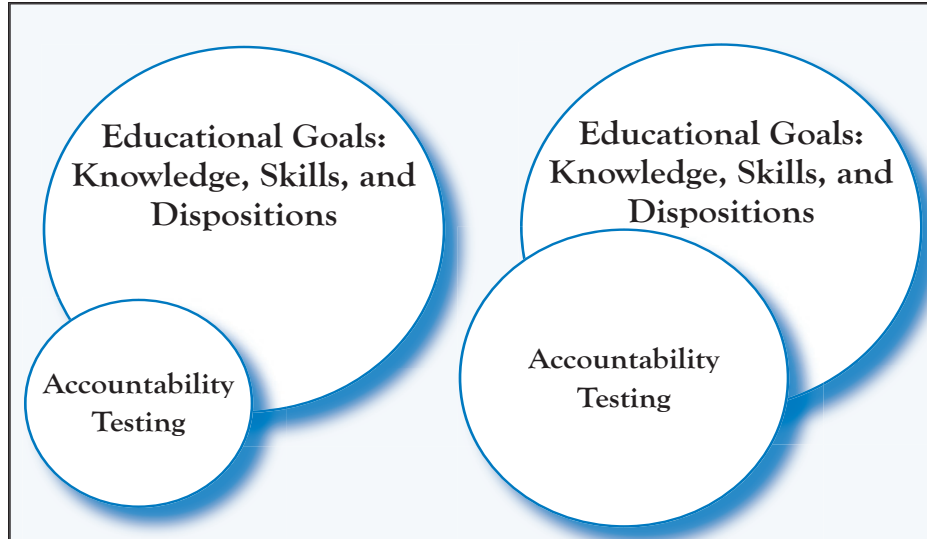 Educational Goals:
Knowledge, Skills, and
Dispositions
Accountability
Testing
Educational Goals:
Knowledge, Skills, and
Dispositions
Accountability
Testing